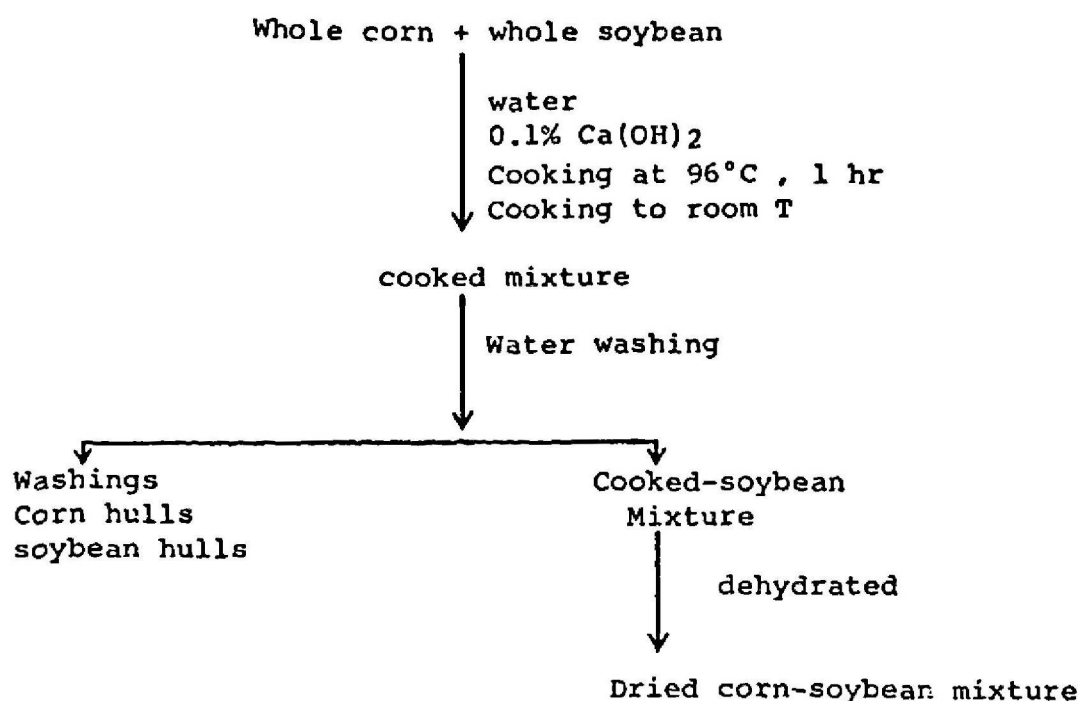 Whole corn + whole soybean
water
0.1% Ca(OH)2
Cooking at 96°C , 1 hr
Cooking to room T
cooked mixture
Water washing
Washings
Corn hulls
soybean hulls
Cooked-soybean
Mixture
dehydrated
Dried corn-soybean mixture